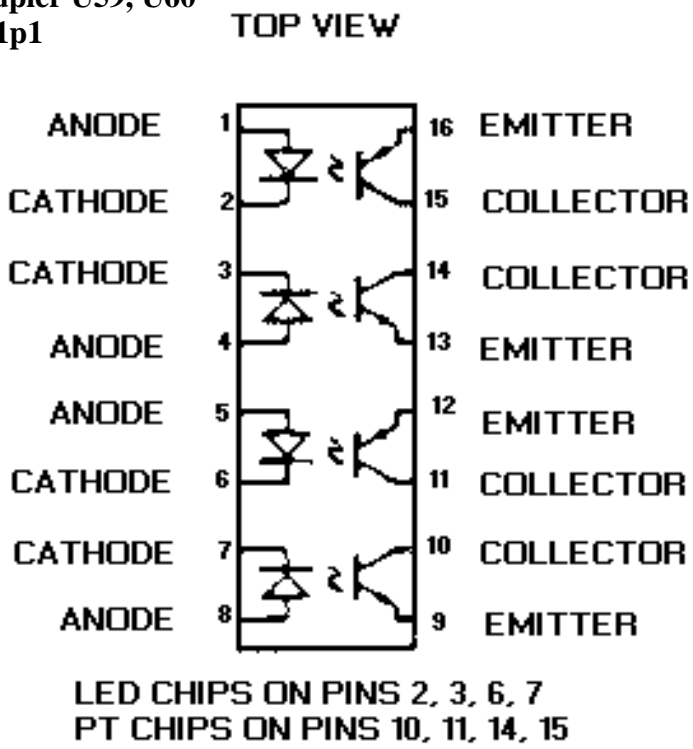 U59, U60
TOP VIEW
ANODE 1 16 EMITTER
CATHODE 2 15 COLLECTOR
CATHODE 3 14 COLLECTOR
ANODE 4 13 EMITTER
ANODE 5 12 EMITTER
CATHODE 6 11 COLLECTOR
CATHODE 7 10 COLLECTOR
ANODE 8 9 EMITTER
LED CHIPS ON PINS 2, 3, 6, 7
PT CHIPS ON PINS 10, 11, 14, 15